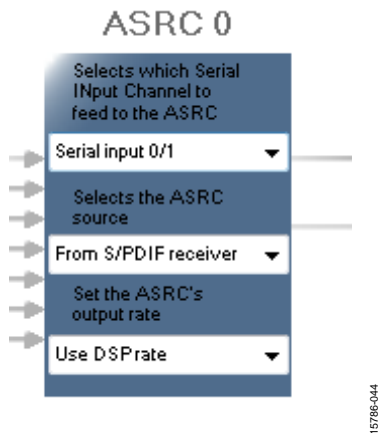 ASRC 0
Selects which Serial
INput Channel to
feed to the ASRC
Serial input 0/1
Selects the ASRC
source
From S/PDIF receiver
Set the ASRC's
output rate
Use DSPrate
15786-044